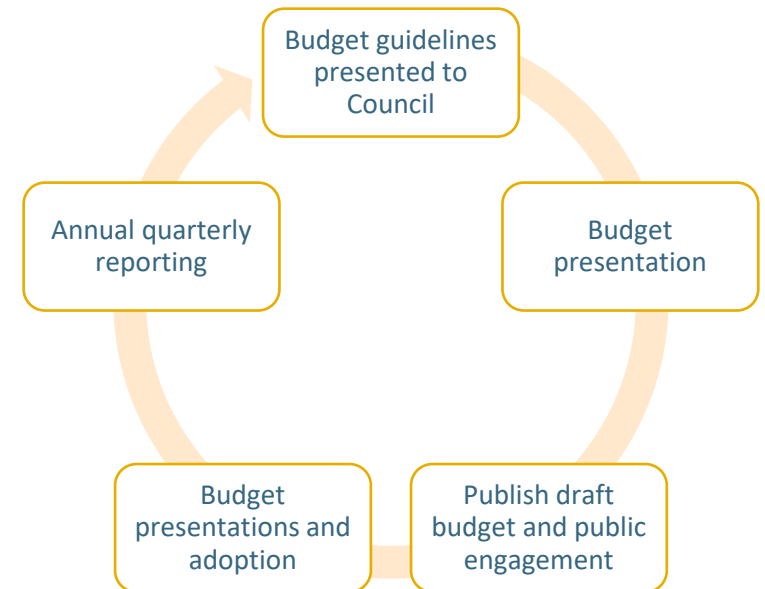 Budget guidelines
presented to
Council
Budget
presentation
Publish draft
budget and public
engagement
Budget
presentations and
adoption
Annual quarterly
reporting